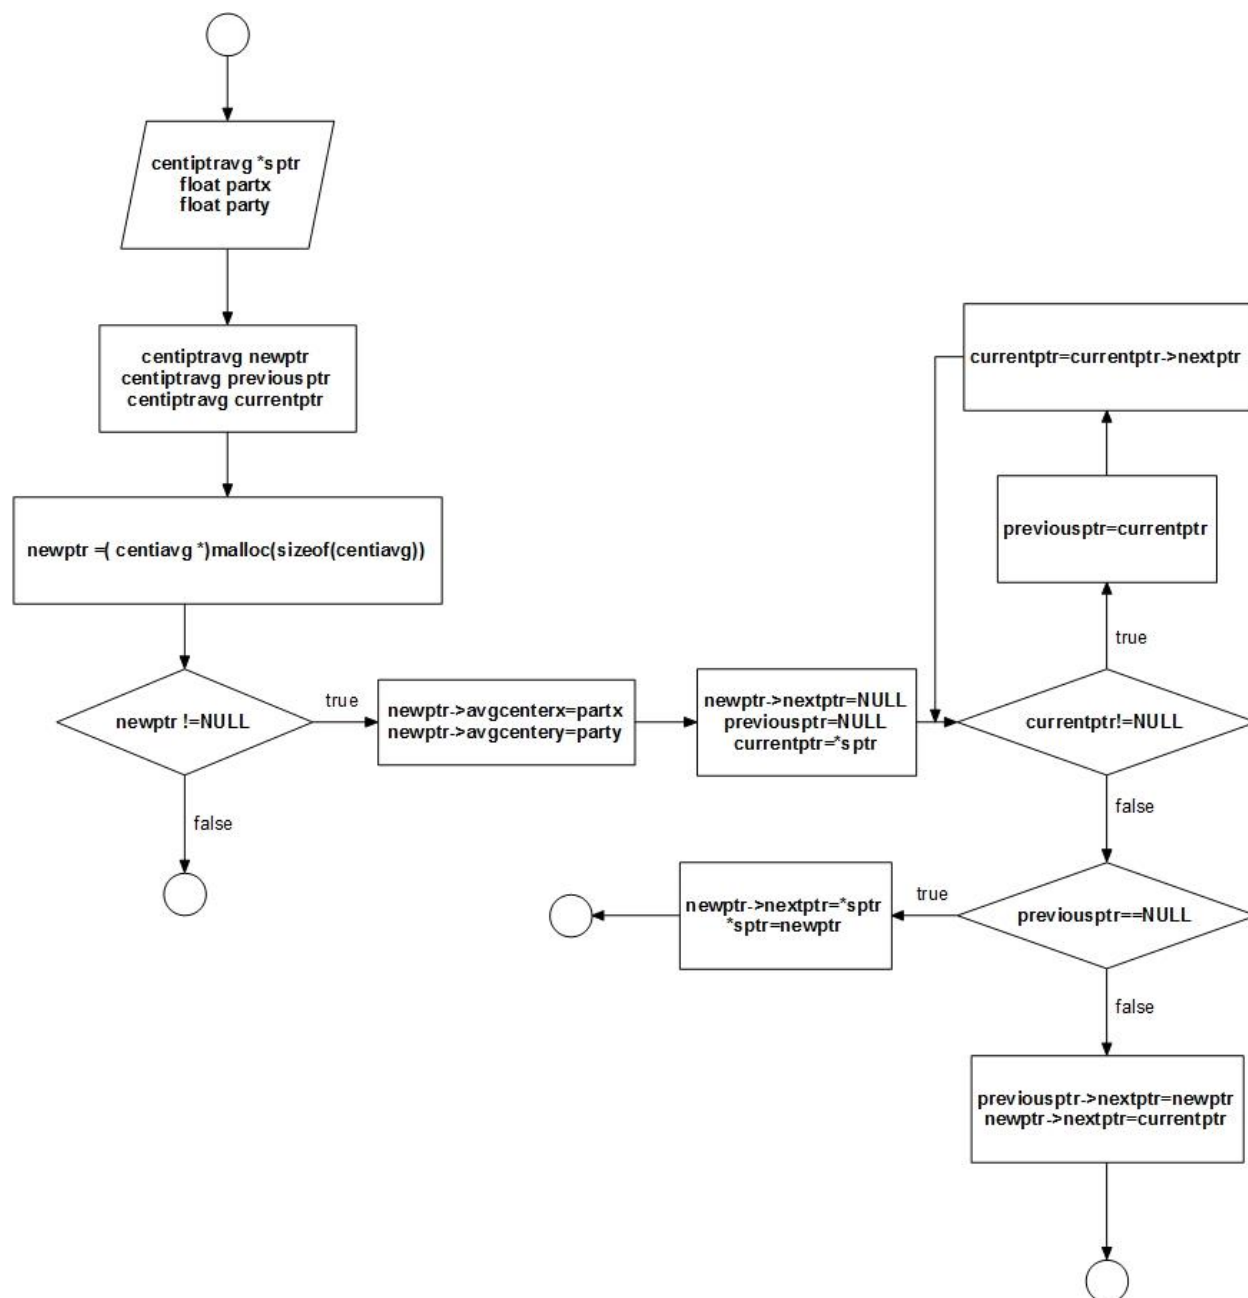 centiptravg *sptr
float partx
float party
centiptravg newptr
centiptravg previousptr
centiptravg currentptr
newptr =( centiavg *)malloc(sizeof(centiavg))
newptr !=NULL
true
false
newptr->avgcenterx=partx
newptr->avgcentery=party
newptr->nextptr=NULL
previousptr=NULL
currentptr=*sptr
currentptr!=NULL
true
previousptr=currentptr
currentptr=currentptr->nextptr
false
previousptr==NULL
true
newptr->nextptr=*sptr
*sptr=newptr
false
previousptr->nextptr=newptr
newptr->nextptr=currentptr